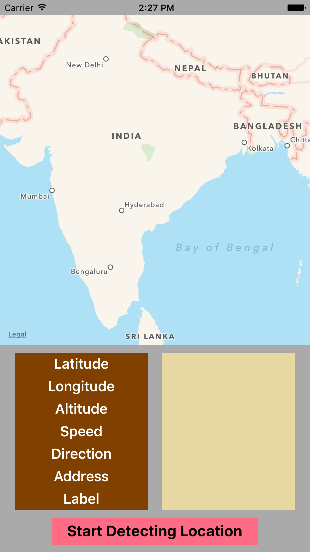 Carrier 2:27 PM
AKISTAN
New Delhi
NEPAL
BHUTAN
INDIA
BANGLADESH
Kolkata
Chitta
Mumbai
Hyderabad
Bay of Bengal
Bengaluru
Legal
SRI LANKA
Latitude
Longitude
Altitude
Speed
Direction
Address
Label
Start Detecting Location